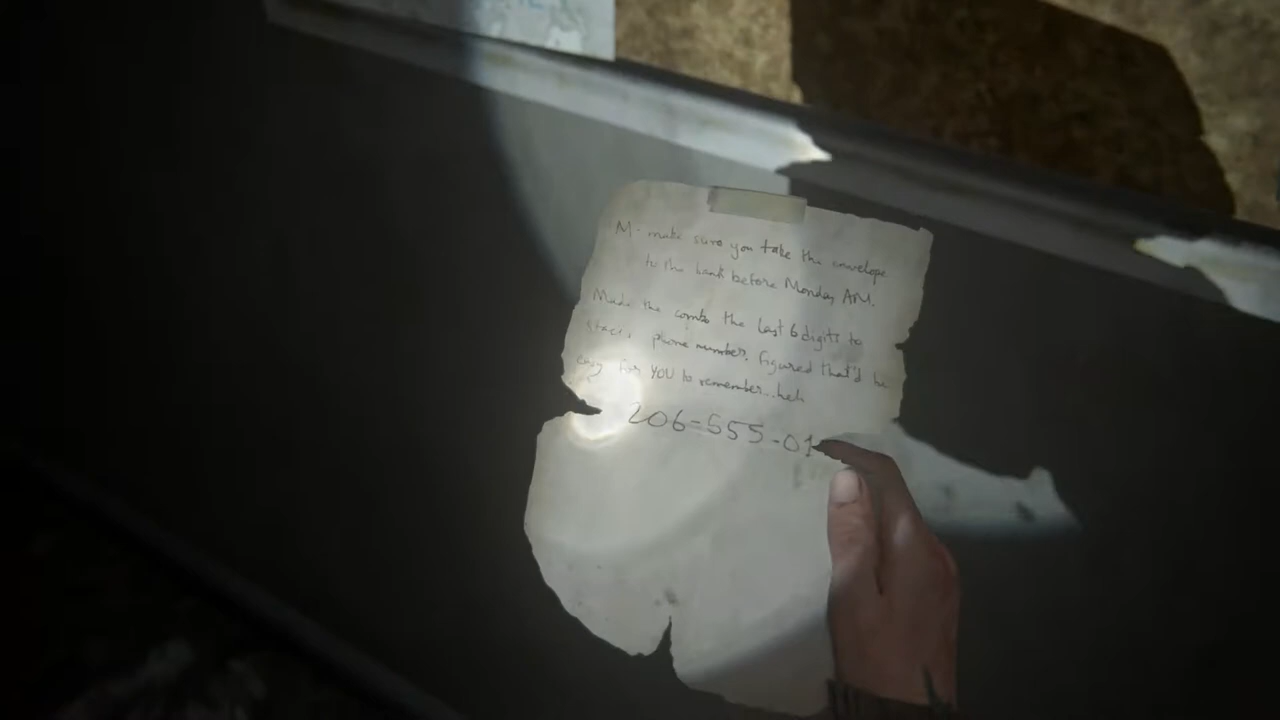 M- make sure you take the envelope
to the bank before Monday AM.
Made the combo the last 6 digits to
phone number. Figured that'd be
easy for YOU to remember...heh
206-555-01